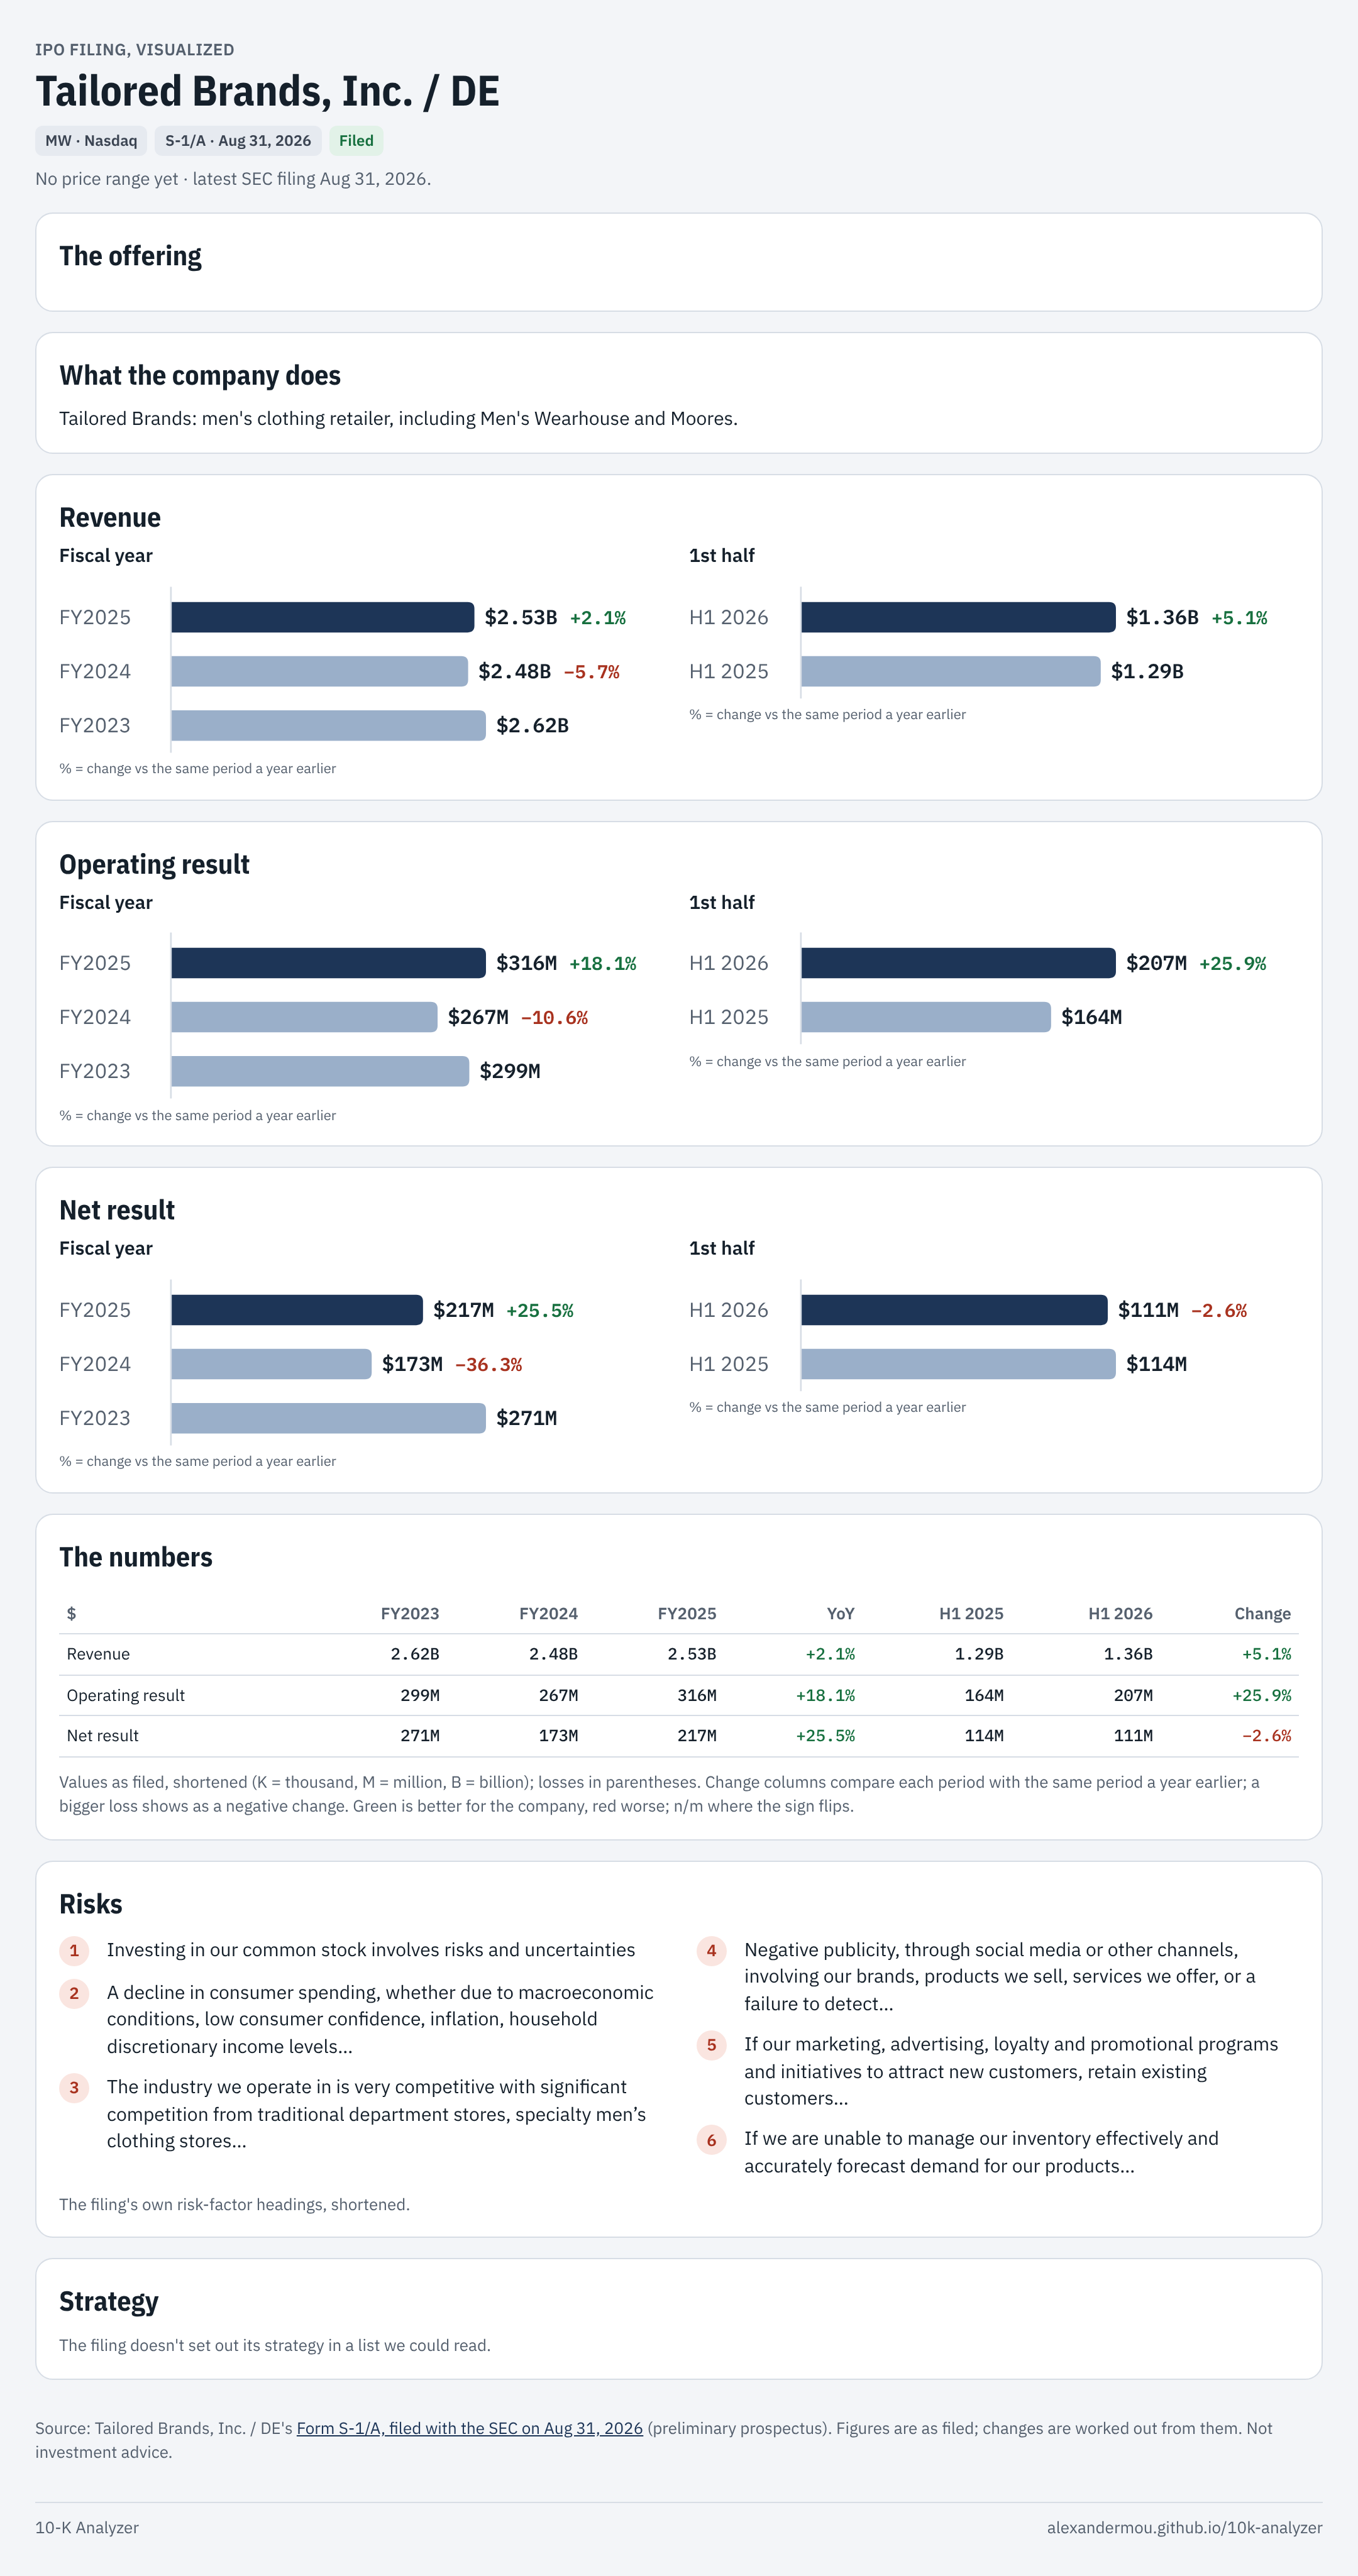 IPO FILING, VISUALIZED
Tailored Brands, Inc. / DE
MW · Nasdaq S-1/A · Aug 31, 2026 Filed
No price range yet · latest SEC filing Aug 31, 2026.
The offering
What the company does
Tailored Brands: men's clothing retailer, including Men's Wearhouse and Moores.
Revenue
Fiscal year
FY2025 $2.53B +2.1%
FY2024 $2.48B −5.7%
FY2023 $2.62B
% = change vs the same period a year earlier
1st half
H1 2026 $1.36B +5.1%
H1 2025 $1.29B
% = change vs the same period a year earlier
Operating result
Fiscal year
FY2025 $316M +18.1%
FY2024 $267M −10.6%
FY2023 $299M
% = change vs the same period a year earlier
1st half
H1 2026 $207M +25.9%
H1 2025 $164M
% = change vs the same period a year earlier
Net result
Fiscal year
FY2025 $217M +25.5%
FY2024 $173M −36.3%
FY2023 $271M
% = change vs the same period a year earlier
1st half
H1 2026 $111M −2.6%
H1 2025 $114M
% = change vs the same period a year earlier
The numbers
$ FY2023 FY2024 FY2025 YoY H1 2025 H1 2026 Change
Revenue 2.62B 2.48B 2.53B +2.1% 1.29B 1.36B +5.1%
Operating result 299M 267M 316M +18.1% 164M 207M +25.9%
Net result 271M 173M 217M +25.5% 114M 111M −2.6%
Values as filed, shortened (K = thousand, M = million, B = billion); losses in parentheses. Change columns compare each period with the same period a year earlier; a
bigger loss shows as a negative change. Green is better for the company, red worse; n/m where the sign flips.
Risks
1 Investing in our common stock involves risks and uncertainties
2 A decline in consumer spending, whether due to macroeconomic
conditions, low consumer confidence, inflation, household
discretionary income levels…
3 The industry we operate in is very competitive with significant
competition from traditional department stores, specialty men’s
clothing stores…
4 Negative publicity, through social media or other channels,
involving our brands, products we sell, services we offer, or a
failure to detect…
5 If our marketing, advertising, loyalty and promotional programs
and initiatives to attract new customers, retain existing
customers…
6 If we are unable to manage our inventory effectively and
accurately forecast demand for our products…
The filing's own risk-factor headings, shortened.
Strategy
The filing doesn't set out its strategy in a list we could read.
Source: Tailored Brands, Inc. / DE's Form S-1/A, filed with the SEC on Aug 31, 2026 (preliminary prospectus). Figures are as filed; changes are worked out from them. Not
investment advice.
10-K Analyzer
alexandermou.github.io/10k-analyzer